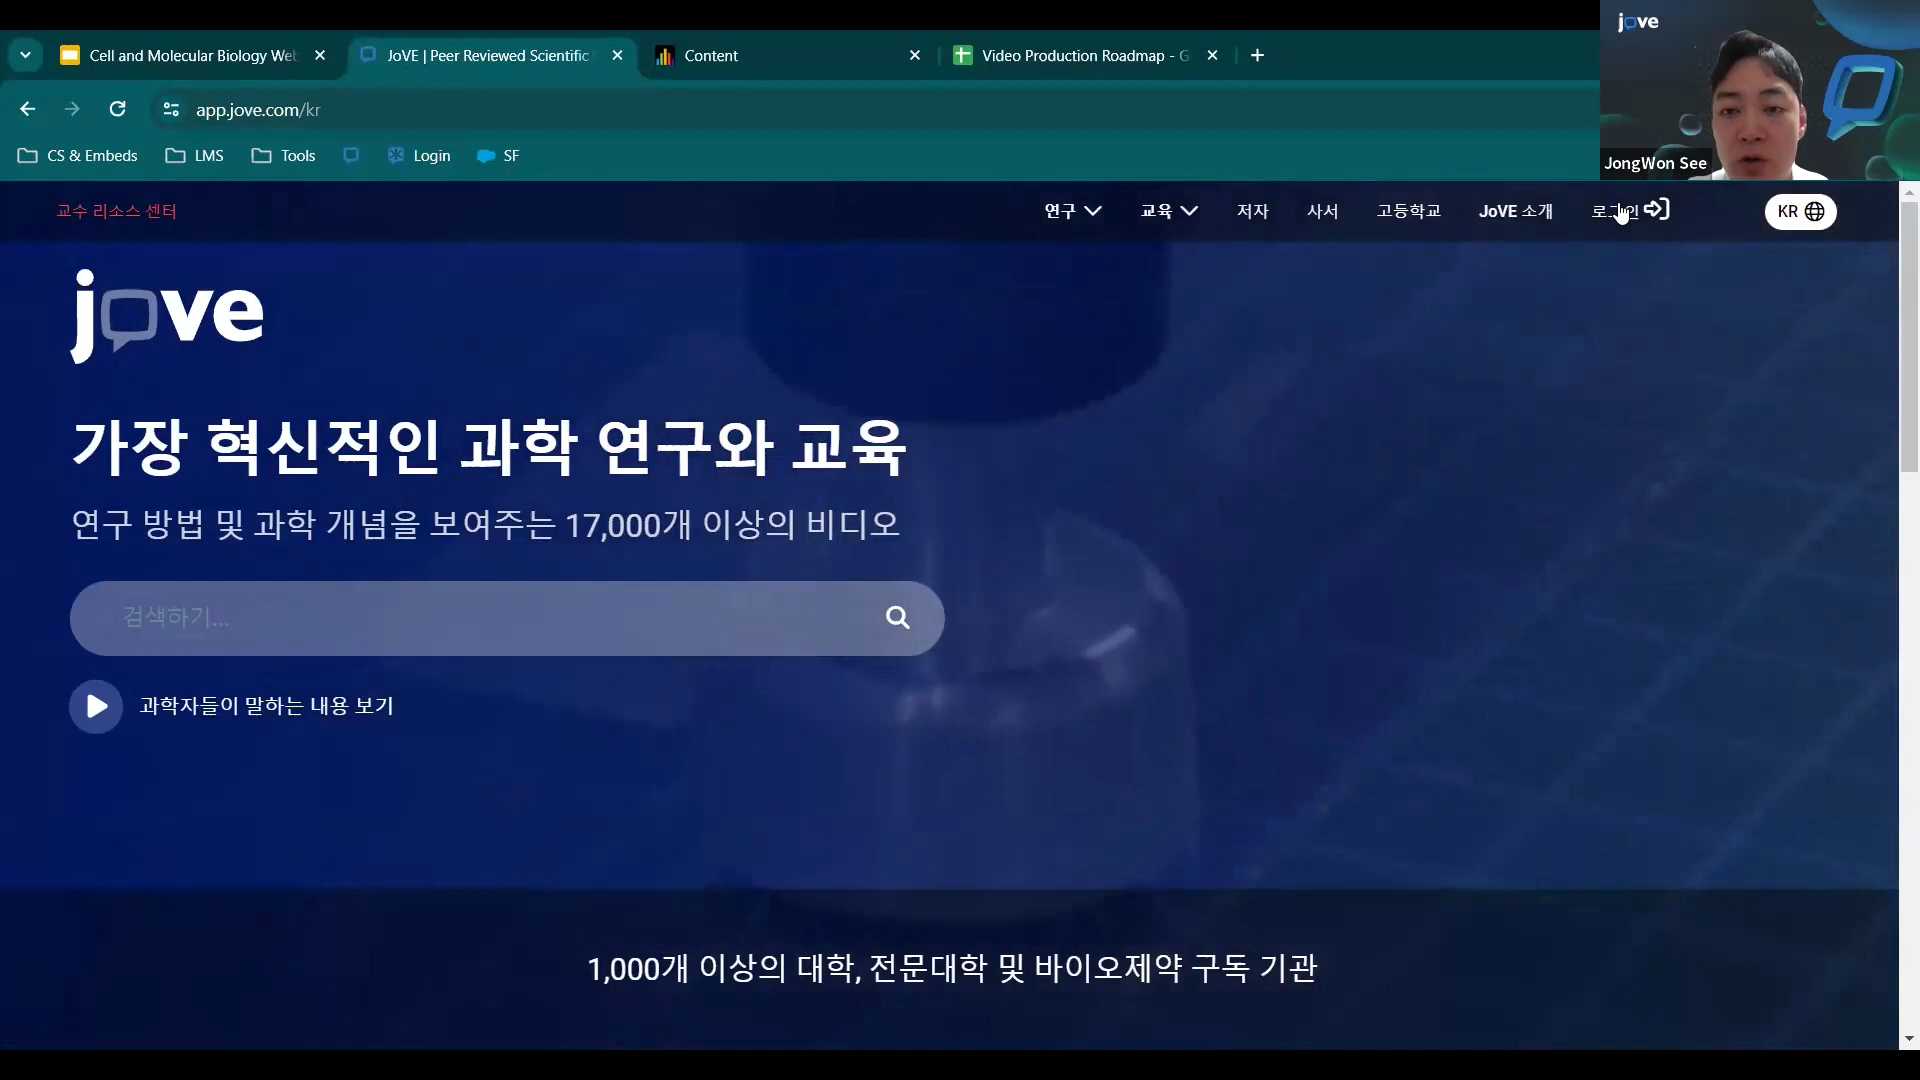 Cell and Molecular Biology Web
JoVE | Peer Reviewed Scientific
Content
Video Production Roadmap - G
app.jove.com/kr
CS & Embeds
LMS
Tools
Login
SF
jove
JongWon See
교수 리소스 센터
연구
교육
저자
사서
고등학교
JoVE 소개
KR
jove
가장 혁신적인 과학 연구와 교육
연구 방법 및 과학 개념을 보여주는 17,000개 이상의 비디오
검색하기...
과학자들이 말하는 내용 보기
1,000개 이상의 대학, 전문대학 및 바이오제약 구독 기관